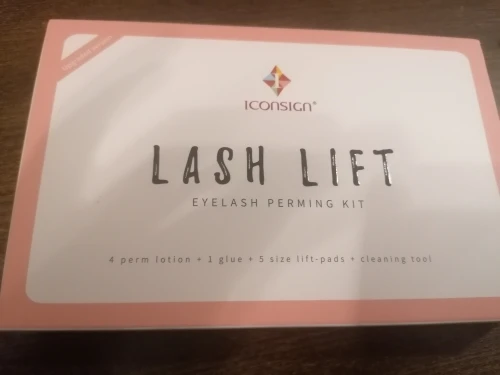 ICONSIGN®
LASH LIFT
EYELASH PERMING KIT
4 perm lotion + 1 glue + 5 size lift-pads + cleaning tool